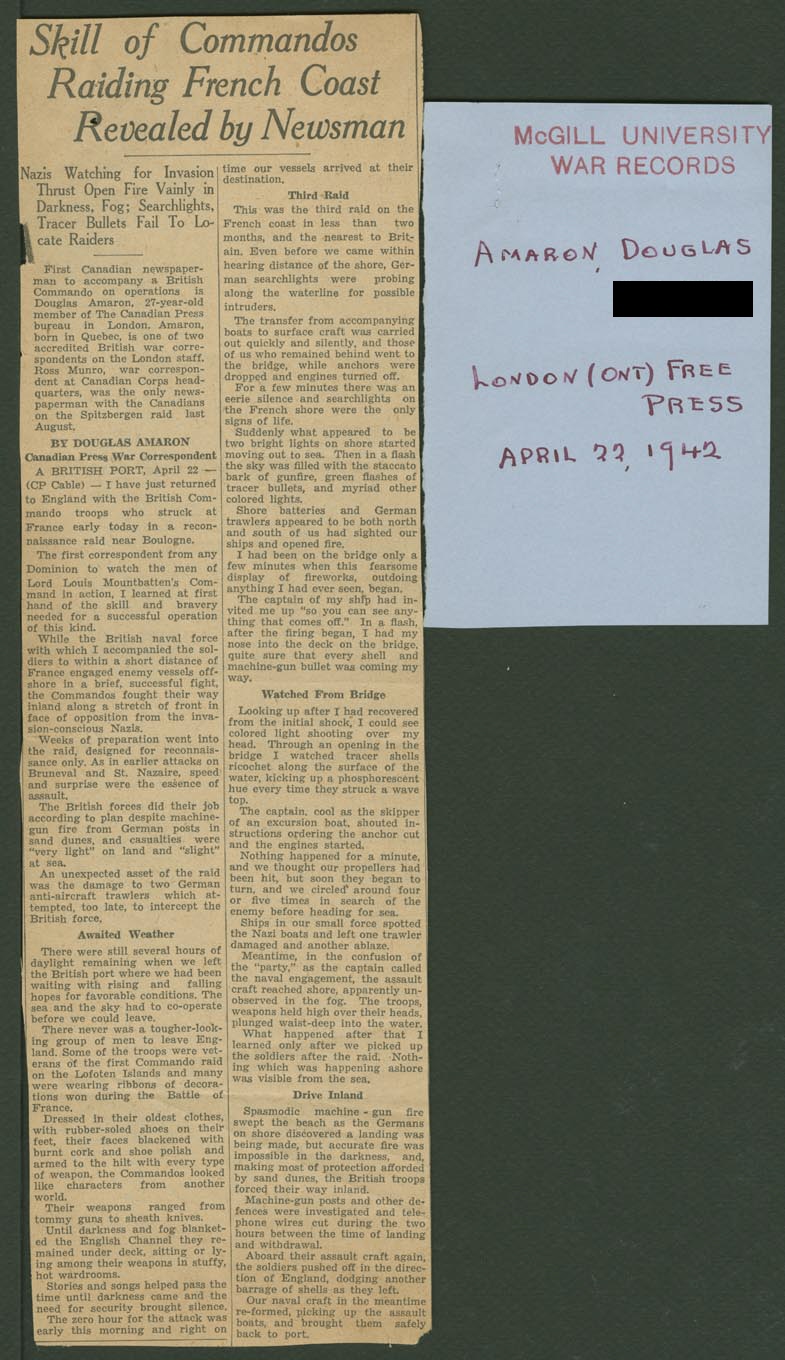 Skill of Commandos
Raiding French Coast
Revealed by Newsman
Nazis Watching for Invasion
Thrust Open Fire Vainly in
Darkness, Fog; Searchlights,
Tracer Bullets Fail To Lo-
cate Raiders
First Canadian newspaper-
man to accompany a British
Commando on operations is
Douglas Amaron, 27-year-old
member of The Canadian Press
bureau in London. Amaron,
born in Quebec, is one of two
accredited British war corre-
spondents on the London staff.
Ross Munro, war correspon-
dent at Canadian Corps head-
quarters, was the only news-
paperman with the Canadians
on the Spitzbergen raid last
August.
BY DOUGLAS AMARON
Canadian Press War Correspondent
A BRITISH PORT, April 22 —
(CP Cable) — I have just returned
to England with the British Com-
mando troops who struck at
France early today in a recon-
naissance raid near Boulogne.
The first correspondent from any
Dominion to watch the men of
Lord Louis Mountbatten's Com-
mand in action, I learned at first
hand of the skill and bravery
needed for a successful operation
of this kind.
While the British naval force
with which I accompanied the sol-
diers to within a short distance of
France engaged enemy vessels off-
shore in a brief, successful fight,
the Commandos fought their way
inland along a stretch of front in
face of opposition from the inva-
sion-conscious Nazis.
Weeks of preparation went into
the raid, designed for reconnais-
sance only. As in earlier attacks on
Bruneval and St. Nazaire, speed
and surprise were the essence of
assault.
The British forces did their job
according to plan despite machine-
gun fire from German posts in
sand dunes, and casualties were
"very light" on land and "slight"
at sea.
An unexpected asset of the raid
was the damage to two German
anti-aircraft trawlers which at-
tempted, too late, to intercept the
British force.
Awaited Weather
There were still several hours of
daylight remaining when we left
the British port where we had been
waiting with rising and falling
hopes for favorable conditions. The
sea and the sky had to co-operate
before we could leave.
There never was a tougher-look-
ing group of men to leave Eng-
land. Some of the troops were vet-
erans of the first Commando raid
on the Lofoten Islands and many
were wearing ribbons of decora-
tions won during the Battle of
France.
Dressed in their oldest clothes,
with rubber-soled shoes on their
feet, their faces blackened with
burnt cork and shoe polish and
armed to the hilt with every type
of weapon, the Commandos looked
like characters from another
world.
Their weapons ranged from
tommy guns to sheath knives.
Until darkness and fog blanket-
ed the English Channel they re-
mained under deck, sitting or ly-
ing among their weapons in stuffy,
hot wardrooms.
Stories and songs helped pass the
time until darkness came and the
need for security brought silence.
The zero hour for the attack was
early this morning and right on
time our vessels arrived at their
destination.
Third Raid
This was the third raid on the
French coast in less than two
months, and the nearest to Brit-
ain. Even before we came within
hearing distance of the shore, Ger-
man searchlights were probing
along the waterline for possible
intruders.
The transfer from accompanying
boats to surface craft was carried
out quickly and silently, and those
of us who remained behind went to
the bridge, while anchors were
dropped and engines turned off.
For a few minutes there was an
eerie silence and searchlights on
the French shore were the only
signs of life.
Suddenly what appeared to be
two bright lights on shore started
moving out to sea. Then in a flash
the sky was filled with the staccato
bark of gunfire, green flashes of
tracer bullets, and myriad other
colored lights.
Shore batteries and German
trawlers appeared to be both north
and south of us had sighted our
ships and opened fire.
I had been on the bridge only a
few minutes when this fearsome
display of fireworks, outdoing
anything I had ever seen, began.
The captain of my ship had in-
vited me up "so you can see any-
thing that comes off." In a flash,
after the firing began, I had my
nose into the deck on the bridge,
quite sure that every shell and
machine-gun bullet was coming my
way.
Watched From Bridge
Looking up after I had recovered
from the initial shock, I could see
colored light shooting over my
head. Through an opening in the
bridge I watched tracer shells
ricochet along the surface of the
water, kicking up a phosphorescent
hue every time they struck a wave
top.
The captain, cool as the skipper
of an excursion boat, shouted in-
structions ordering the anchor cut
and the engines started.
Nothing happened for a minute,
and we thought our propellers had
been hit, but soon they began to
turn, and we circled around four
or five times in search of the
enemy before heading for sea.
Ships in our small force spotted
the Nazi boats and left one trawler
damaged and another ablaze.
Meantime, in the confusion of
the "party," as the captain called
the naval engagement, the assault
craft reached shore, apparently un-
observed in the fog. The troops,
weapons held high over their heads,
plunged waist-deep into the water.
What happened after that I
learned only after we picked up
the soldiers after the raid. Noth-
ing which was happening ashore
was visible from the sea.
Drive Inland
Spasmodic machine-gun fire
swept the beach as the Germans
on shore discovered a landing was
being made, but accurate fire was
impossible in the darkness, and,
making most of protection afforded
by sand dunes, the British troops
forced their way inland.
Machine-gun posts and other de-
fences were investigated and tele-
phone wires cut during the two
hours between the time of landing
and withdrawal.
Aboard their assault craft again,
the soldiers pushed off in the direc-
tion of England, dodging another
barrage of shells as they left.
Our naval craft in the meantime
re-formed, picking up the assault
boats, and brought them safely
back to port.
McGILL UNIVERSITY
WAR RECORDS
AMARON, DOUGLAS
LONDON (ONT) FREE
PRESS
APRIL 22, 1942